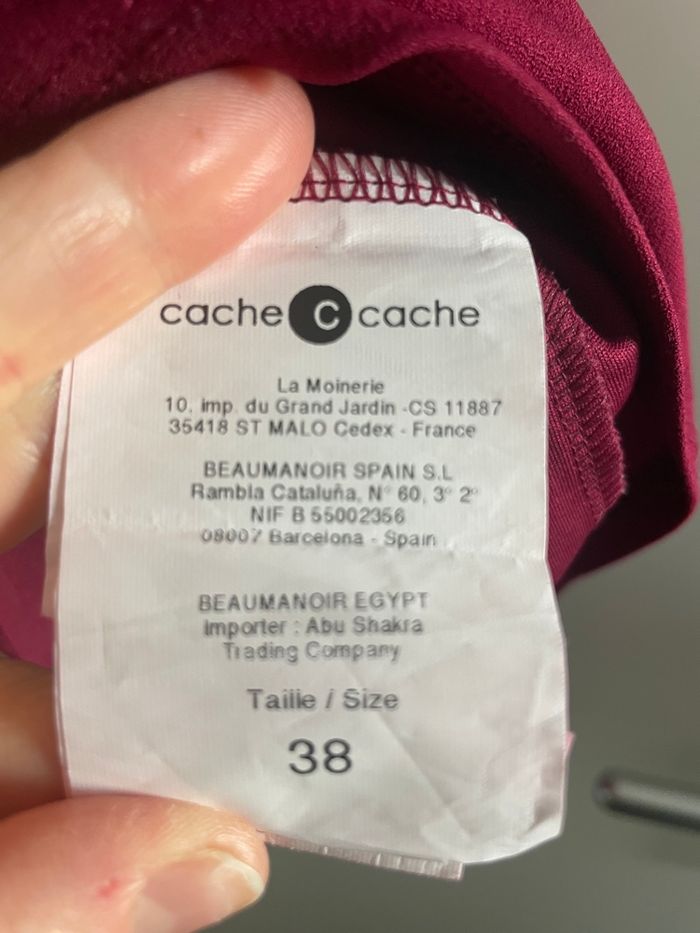 cache c cache
La Moinerie
10, imp. du Grand Jardin -CS 11887
35418 ST MALO Cedex - France
BEAUMANOIR SPAIN S.L
Rambla Cataluña, N° 60, 3° 2°
NIF B 55002356
08007 Barcelona - Spain
BEAUMANOIR EGYPT
Importer : Abu Shakra
Trading Company
Taille / Size
38